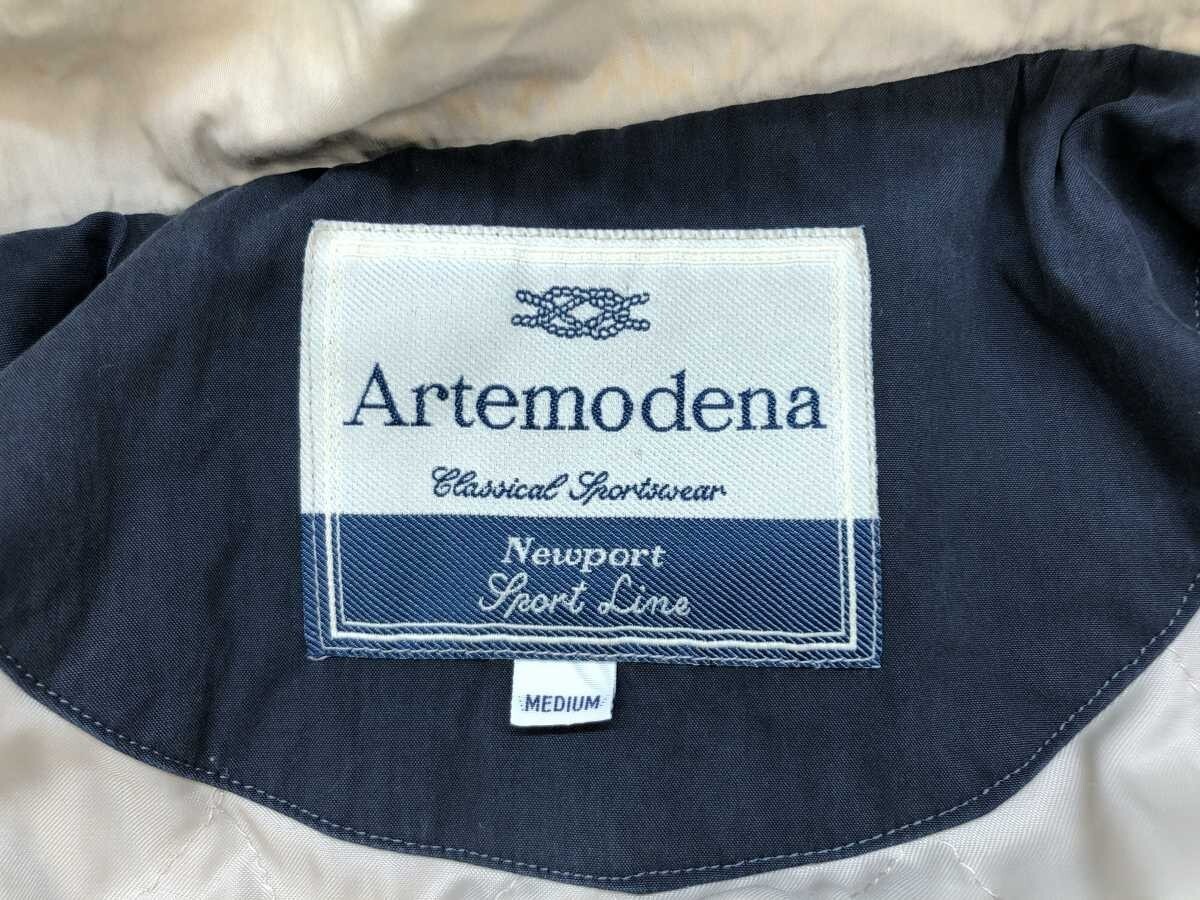 Artemodena
Classical Sportswear
Newport
Sport Line
MEDIUM